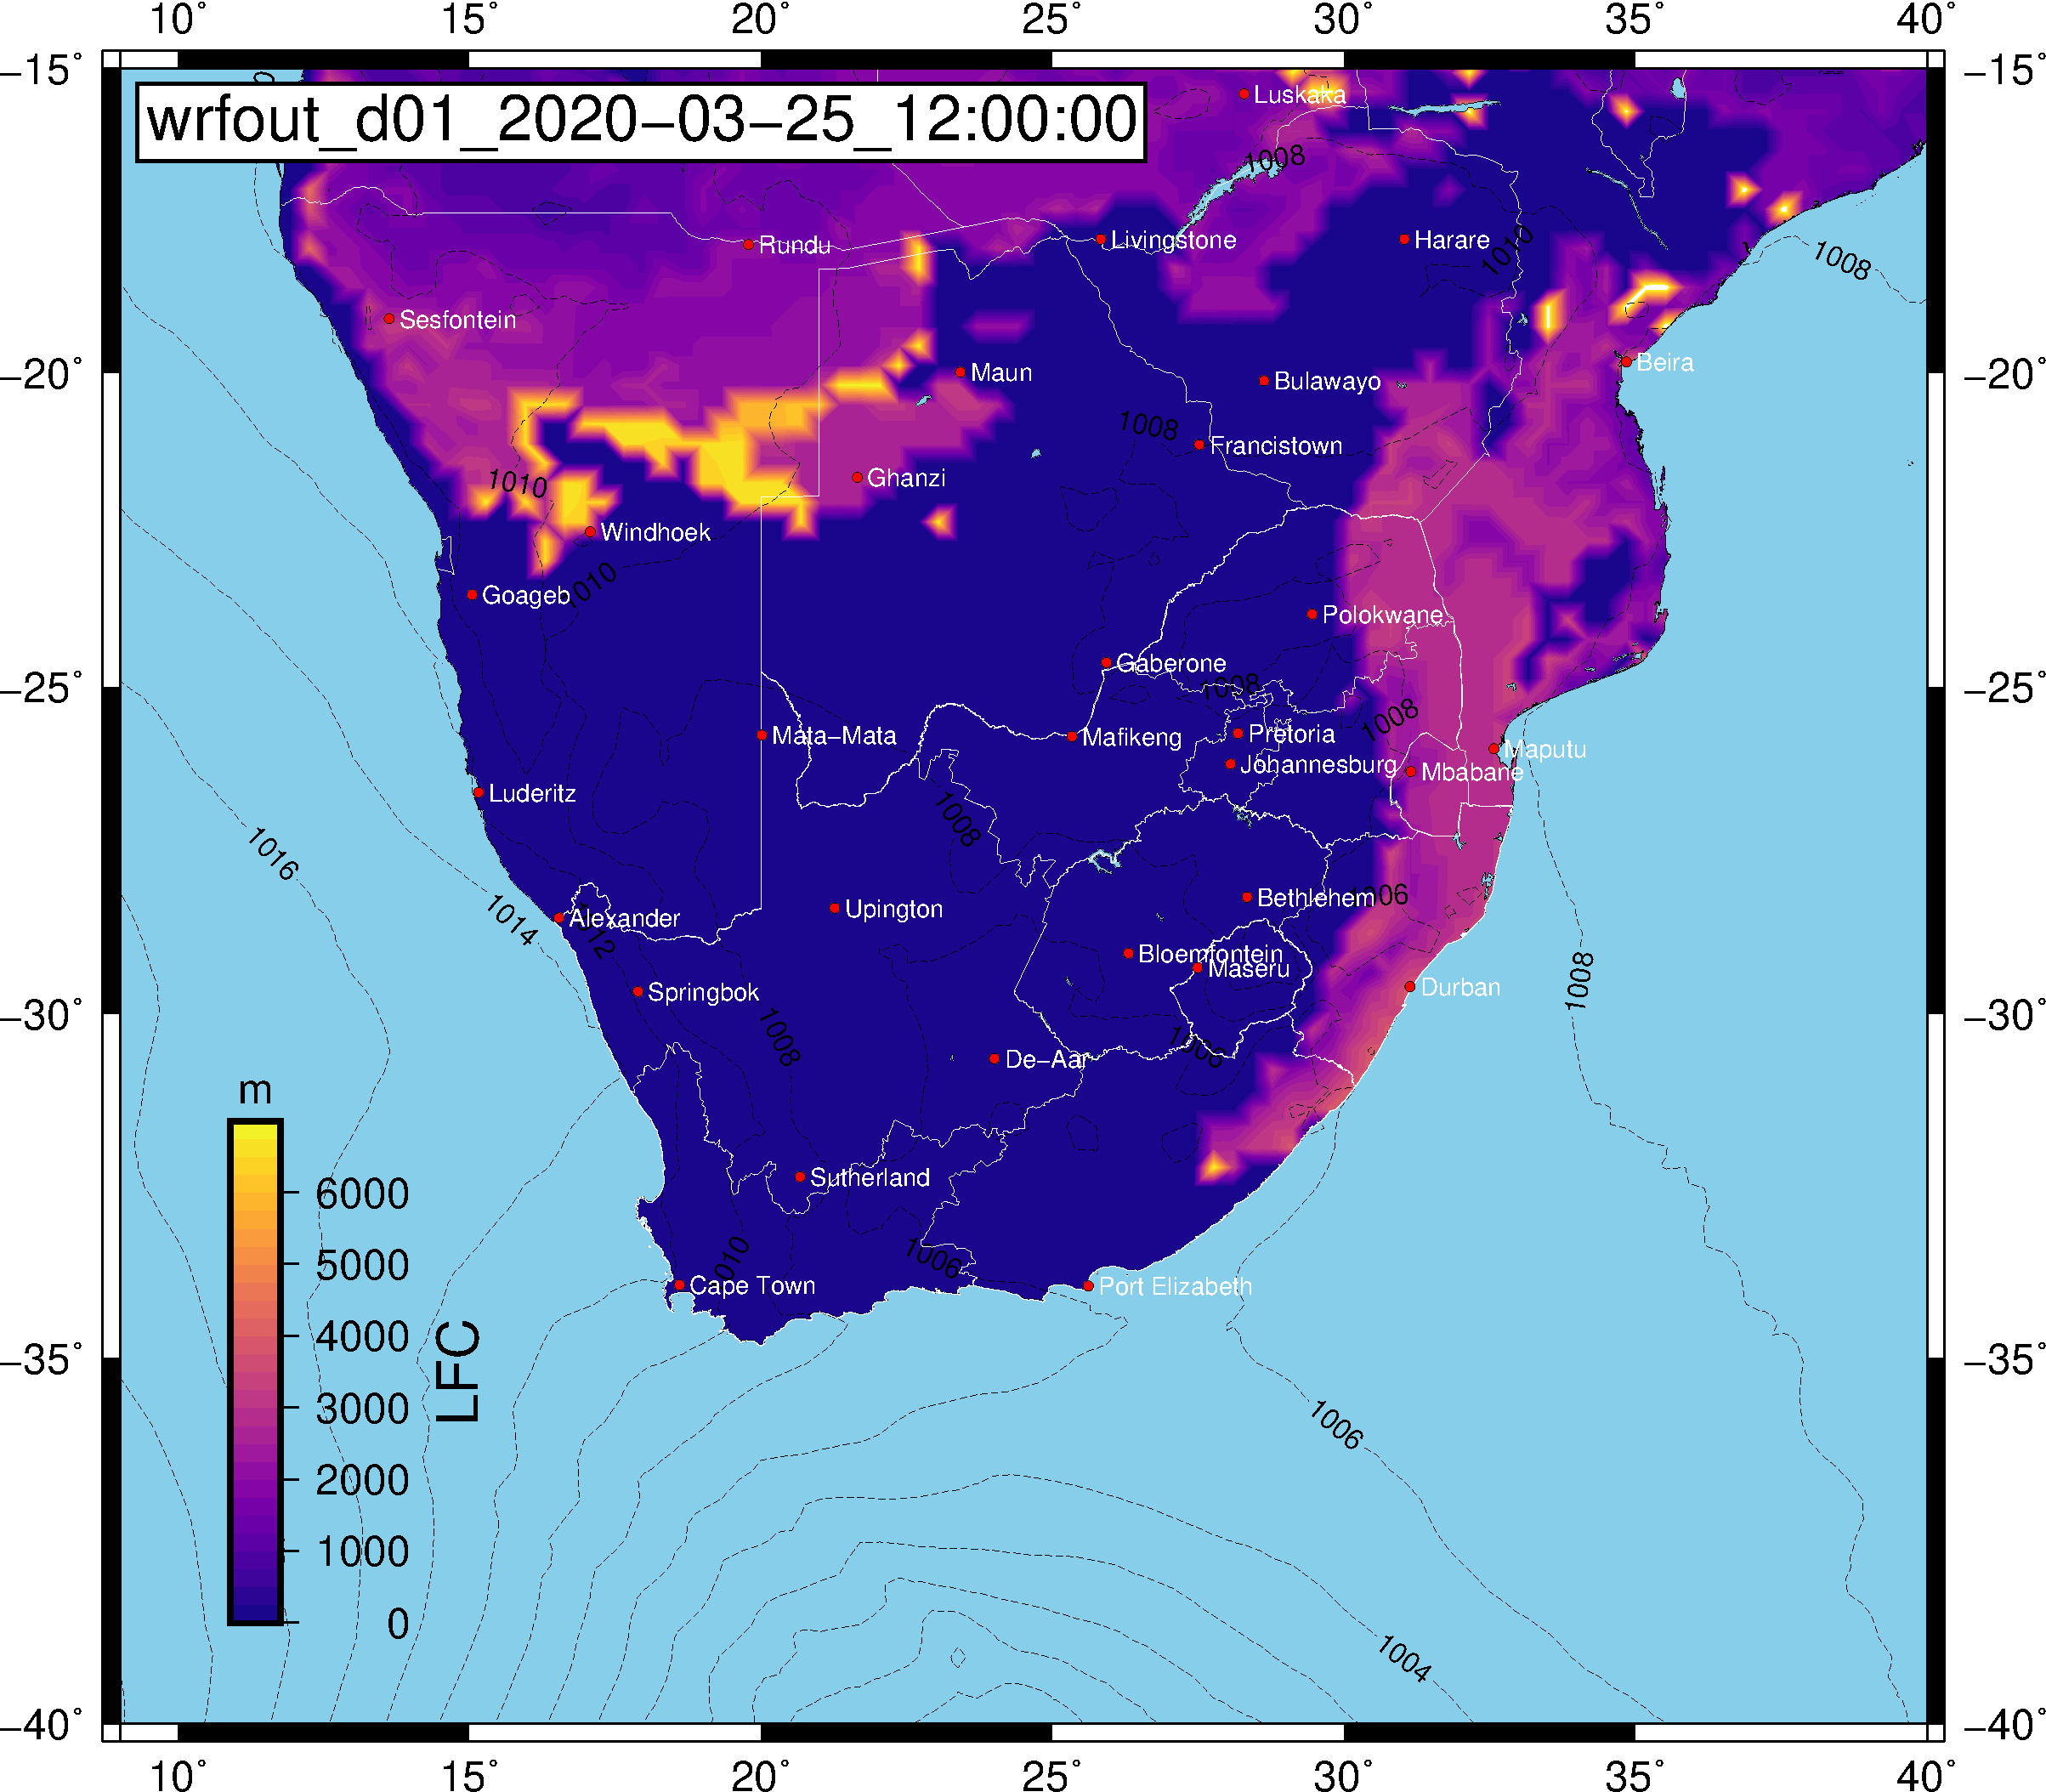 10° 15° 20° 25° 30° 35° 40°
−15° −15°
wrfout_d01_2020−03−25_12:00:00
Luskaka
1008
Rundu
Livingstone
Harare
1010
1008
Sesfontein
Beira
−20° −20°
Maun
Bulawayo
1008
Francistown
Ghanzi
1010
Windhoek
1010
Goageb
Polokwane
Gaberone
−25° 1008 −25°
1008
Mata−Mata
Mafikeng
Pretoria
Maputu
Johannesburg
Mbabane
Luderitz
1008
1016
1006
Bethlehem
Upington
1014
Alexander
1012
Bloemfontein
Maseru
1008
Durban
Springbok
−30° −30°
1008
1006
De−Aar
m
Sutherland
6000
1010
1006
5000
Cape Town
Port Elizabeth
4000
−35° −35°
LFC
3000
1006
2000
1000
0
1004
−40° −40°
10° 15° 20° 25° 30° 35° 40°